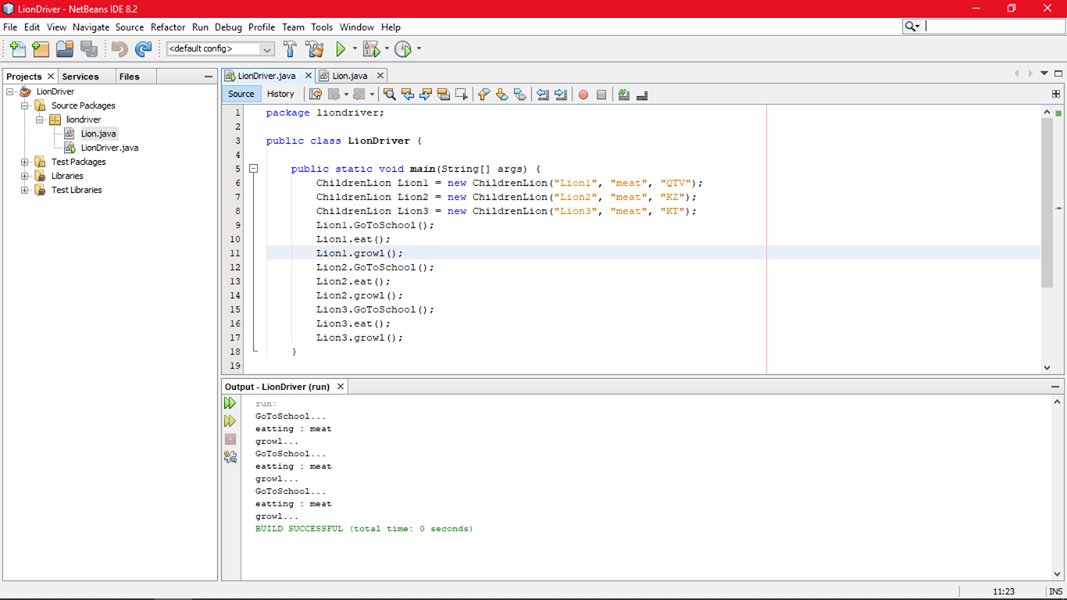 LionDriver - NetBeans IDE 8.2
File Edit View Navigate Source Refactor Run Debug Profile Team Tools Window Help
<default config>
Projects Services Files
LionDriver
Source Packages
liondriver
Lion.java
LionDriver.java
Test Packages
Libraries
Test Libraries
LionDriver.java Lion.java
Source History
1 package liondriver;
2
3 public class LionDriver {
4
5 public static void main(String[] args) {
6 ChildrenLion Lion1 = new ChildrenLion("Lion1", "meat", "QTV");
7 ChildrenLion Lion2 = new ChildrenLion("Lion2", "meat", "KZ");
8 ChildrenLion Lion3 = new ChildrenLion("Lion3", "meat", "KT");
9 Lion1.GoToSchool();
10 Lion1.eat();
11 Lion1.growl();
12 Lion2.GoToSchool();
13 Lion2.eat();
14 Lion2.growl();
15 Lion3.GoToSchool();
16 Lion3.eat();
17 Lion3.growl();
18 }
19
Output - LionDriver (run)
run:
GoToSchool...
eatting : meat
growl...
GoToSchool...
eatting : meat
growl...
GoToSchool...
eatting : meat
growl...
BUILD SUCCESSFUL (total time: 0 seconds)
11:23 INS